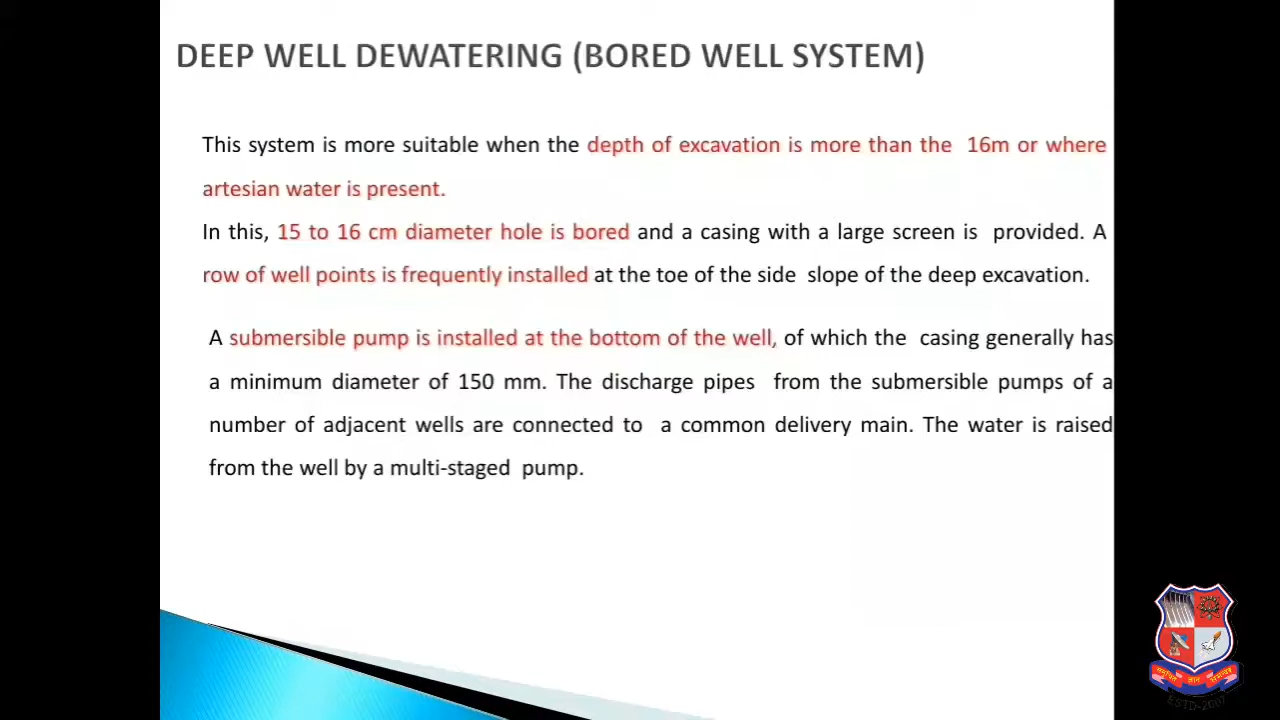 DEEP WELL DEWATERING (BORED WELL SYSTEM)
This system is more suitable when the depth of excavation is more than the 16m or where
artesian water is present.
In this, 15 to 16 cm diameter hole is bored and a casing with a large screen is provided. A
row of well points is frequently installed at the toe of the side slope of the deep excavation.
A submersible pump is installed at the bottom of the well, of which the casing generally has
a minimum diameter of 150 mm. The discharge pipes from the submersible pumps of a
number of adjacent wells are connected to a common delivery main. The water is raised
from the well by a multi-staged pump.
ESTD-2007